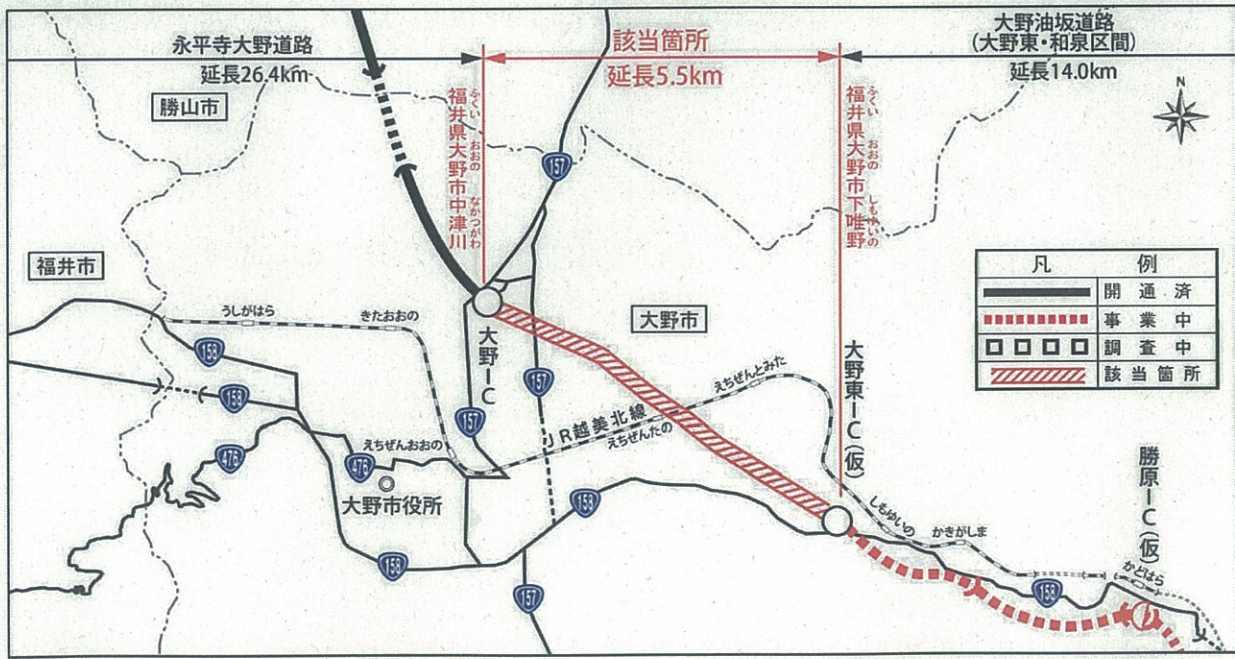 永平寺大野道路
延長26.4km
該当箇所
延長5.5km
大野油坂道路
(大野東・和泉区間)
延長14.0km
勝山市
福井県大野市中津川
ふくい おおの なかつがわ
福井県大野市下唯野
ふくい おおの しもゆいの
N
157
福井市
凡例
開通済
事業中
調査中
該当箇所
うしがはら
きたおおの
大野IC
大野市
158
157
158
157
えちぜんとみた
JR越美北線
えちぜんたの
大野東IC(仮)
476
えちぜんおおの
476
大野市役所
158
158
157
しもゆいの
かきがしま
勝原IC(仮)
かどはら
158